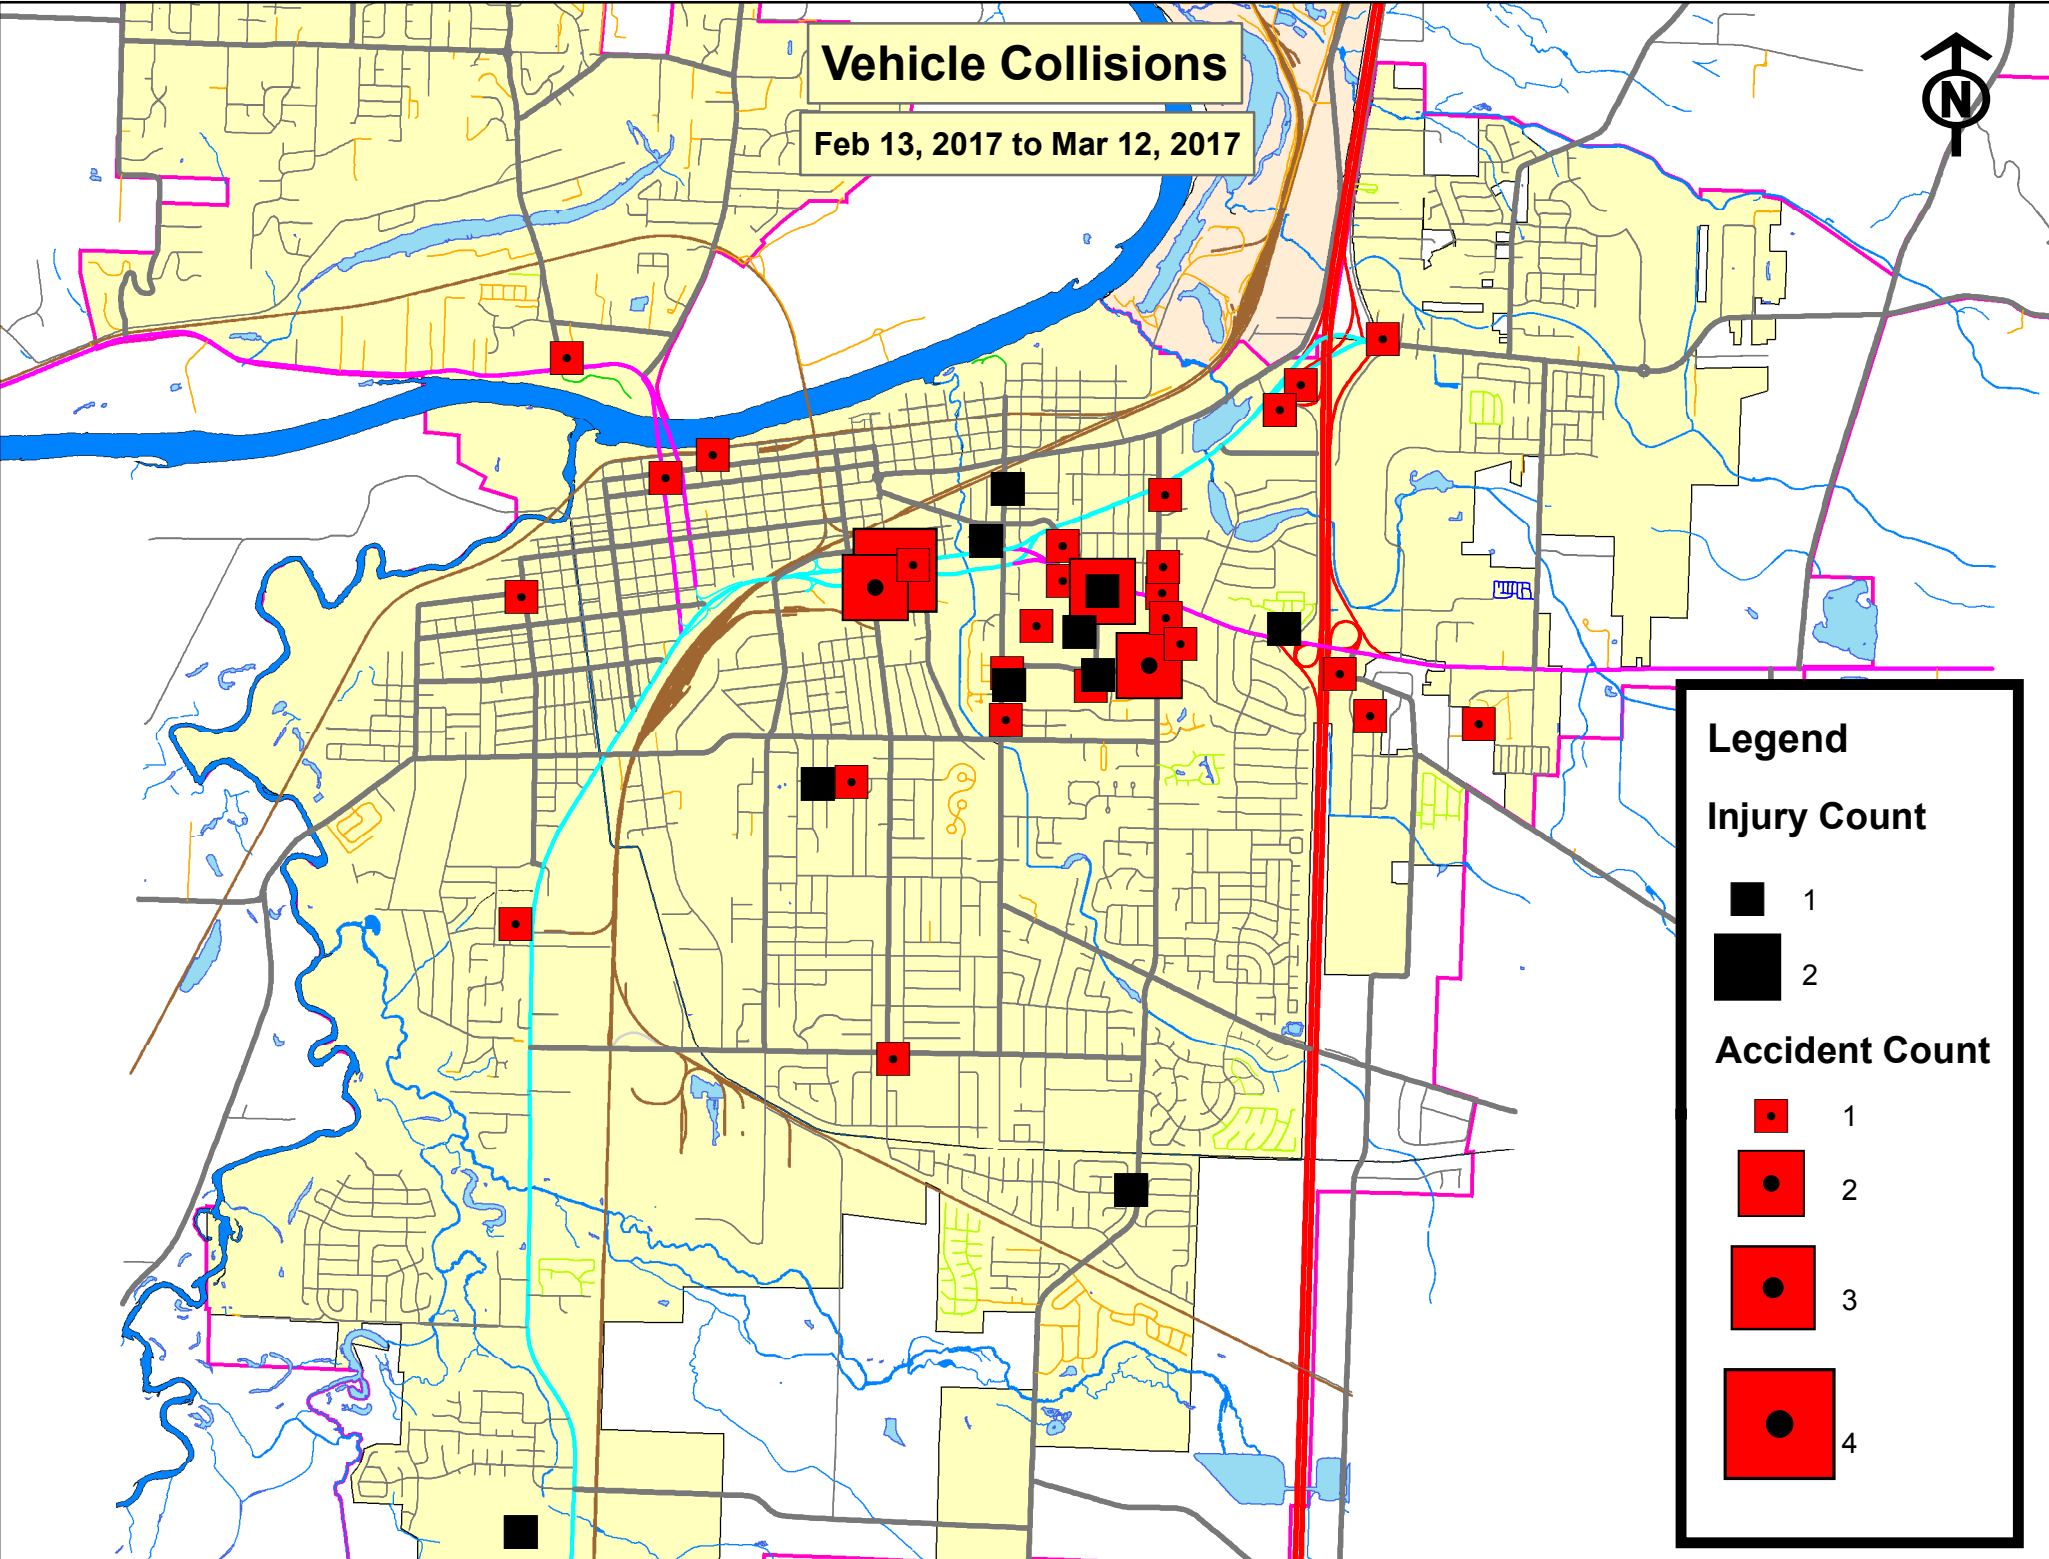 Vehicle Collisions
Feb 13, 2017 to Mar 12, 2017
N
Legend
Injury Count
1
2
Accident Count
1
2
3
4